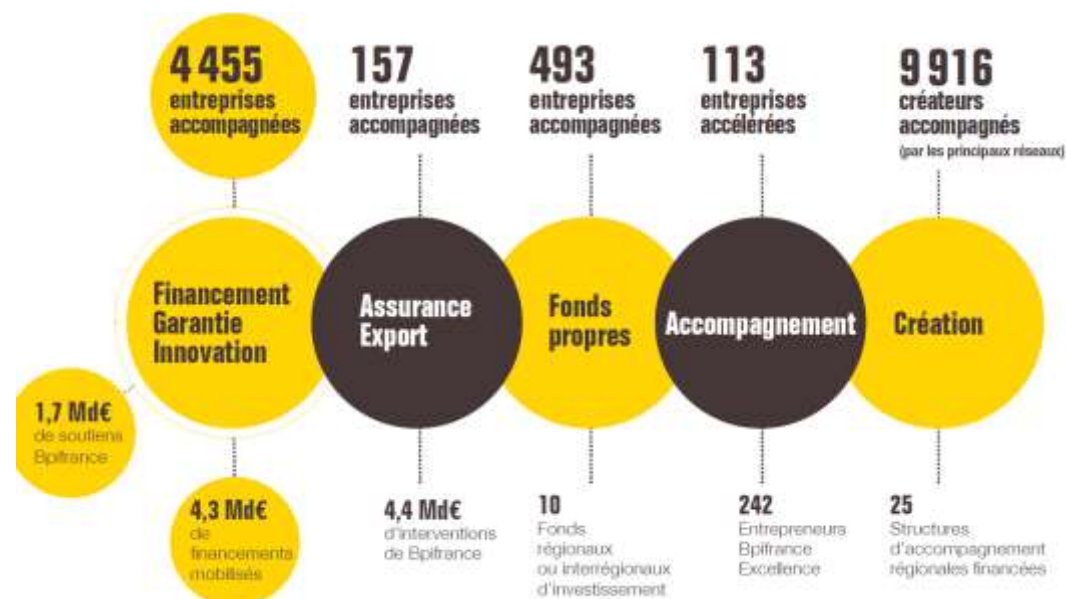 4 455
entreprises
accompagnées
157
entreprises
accompagnées
493
entreprises
accompagnées
113
entreprises
accélérées
9 916
créateurs
accompagnés
(par les principaux réseaux)
Financement
Garantie
Innovation
Assurance
Export
Fonds
propres
Accompagnement
Création
1,7 Md€
de soutiens
Bpifrance
4,3 Md€
de
financements
mobilisés
4,4 Md€
d'interventions
de Bpifrance
10
Fonds
régionaux
ou interrégionaux
d'investissement
242
Entrepreneurs
Bpifrance
Excellence
25
Structures
d'accompagnement
régionales financées